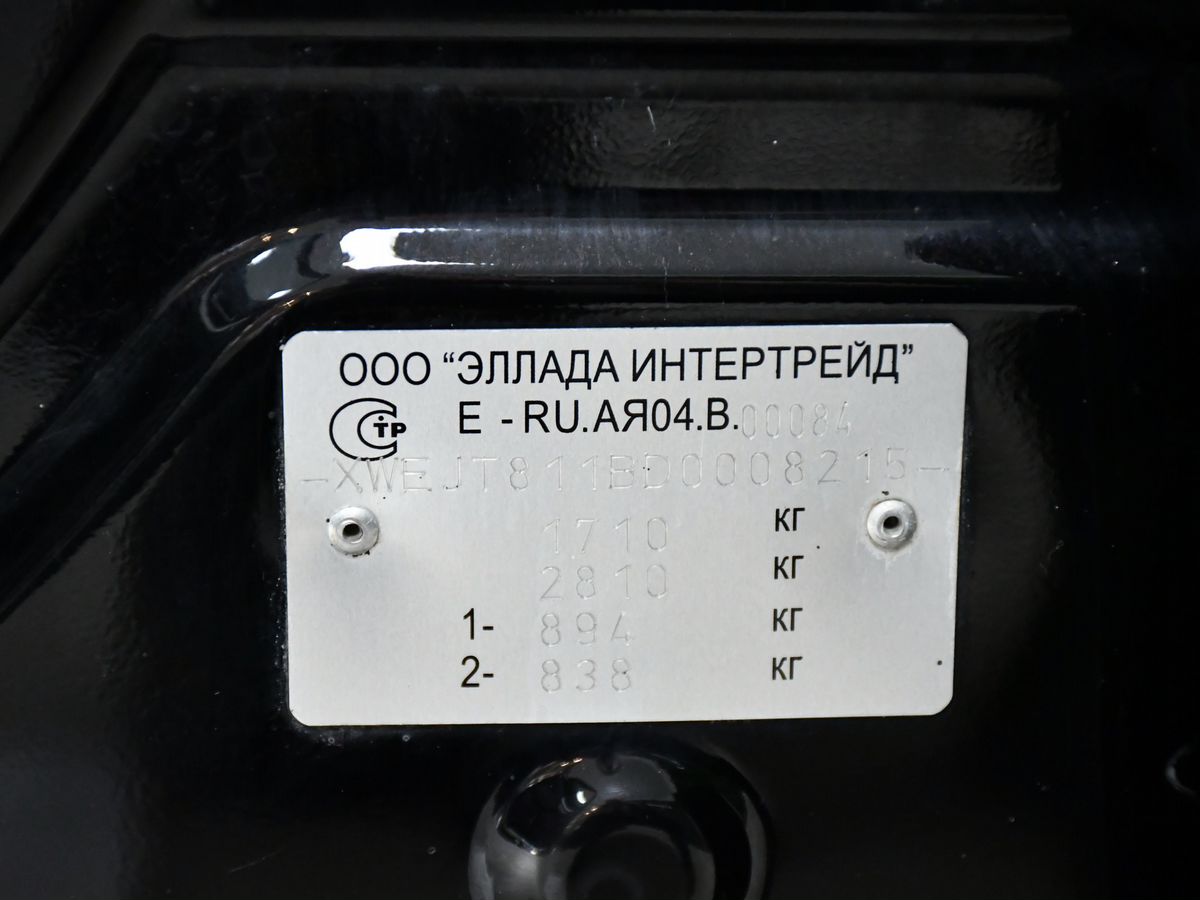 ООО “ЭЛЛАДА ИНТЕРТРЕЙД”
Е - RU.АЯ04.В.00084
-XWEJT811BD0008215-
1710 КГ
2810 КГ
1- 894 КГ
2- 838 КГ